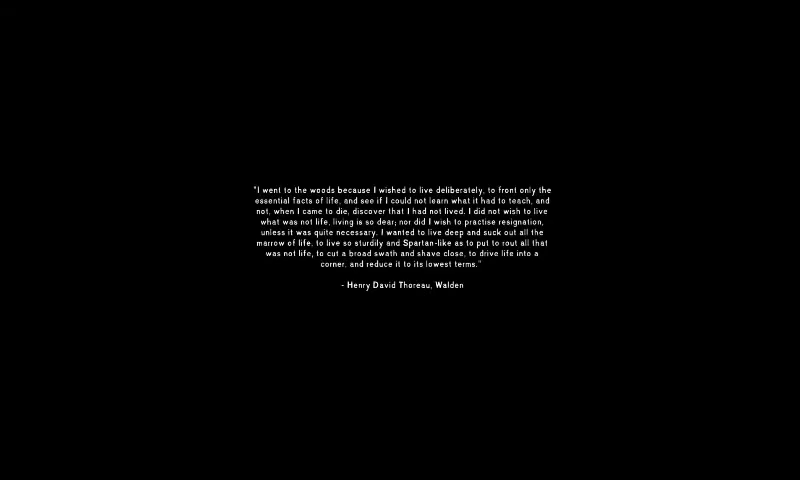 "I went to the woods because I wished to live deliberately, to front only the
essential facts of life, and see if I could not learn what it had to teach, and
not, when I came to die, discover that I had not lived. I did not wish to live
what was not life, living is so dear; nor did I wish to practise resignation,
unless it was quite necessary. I wanted to live deep and suck out all the
marrow of life, to live so sturdily and Spartan-like as to put to rout all that
was not life, to cut a broad swath and shave close, to drive life into a
corner, and reduce it to its lowest terms."
- Henry David Thoreau, Walden